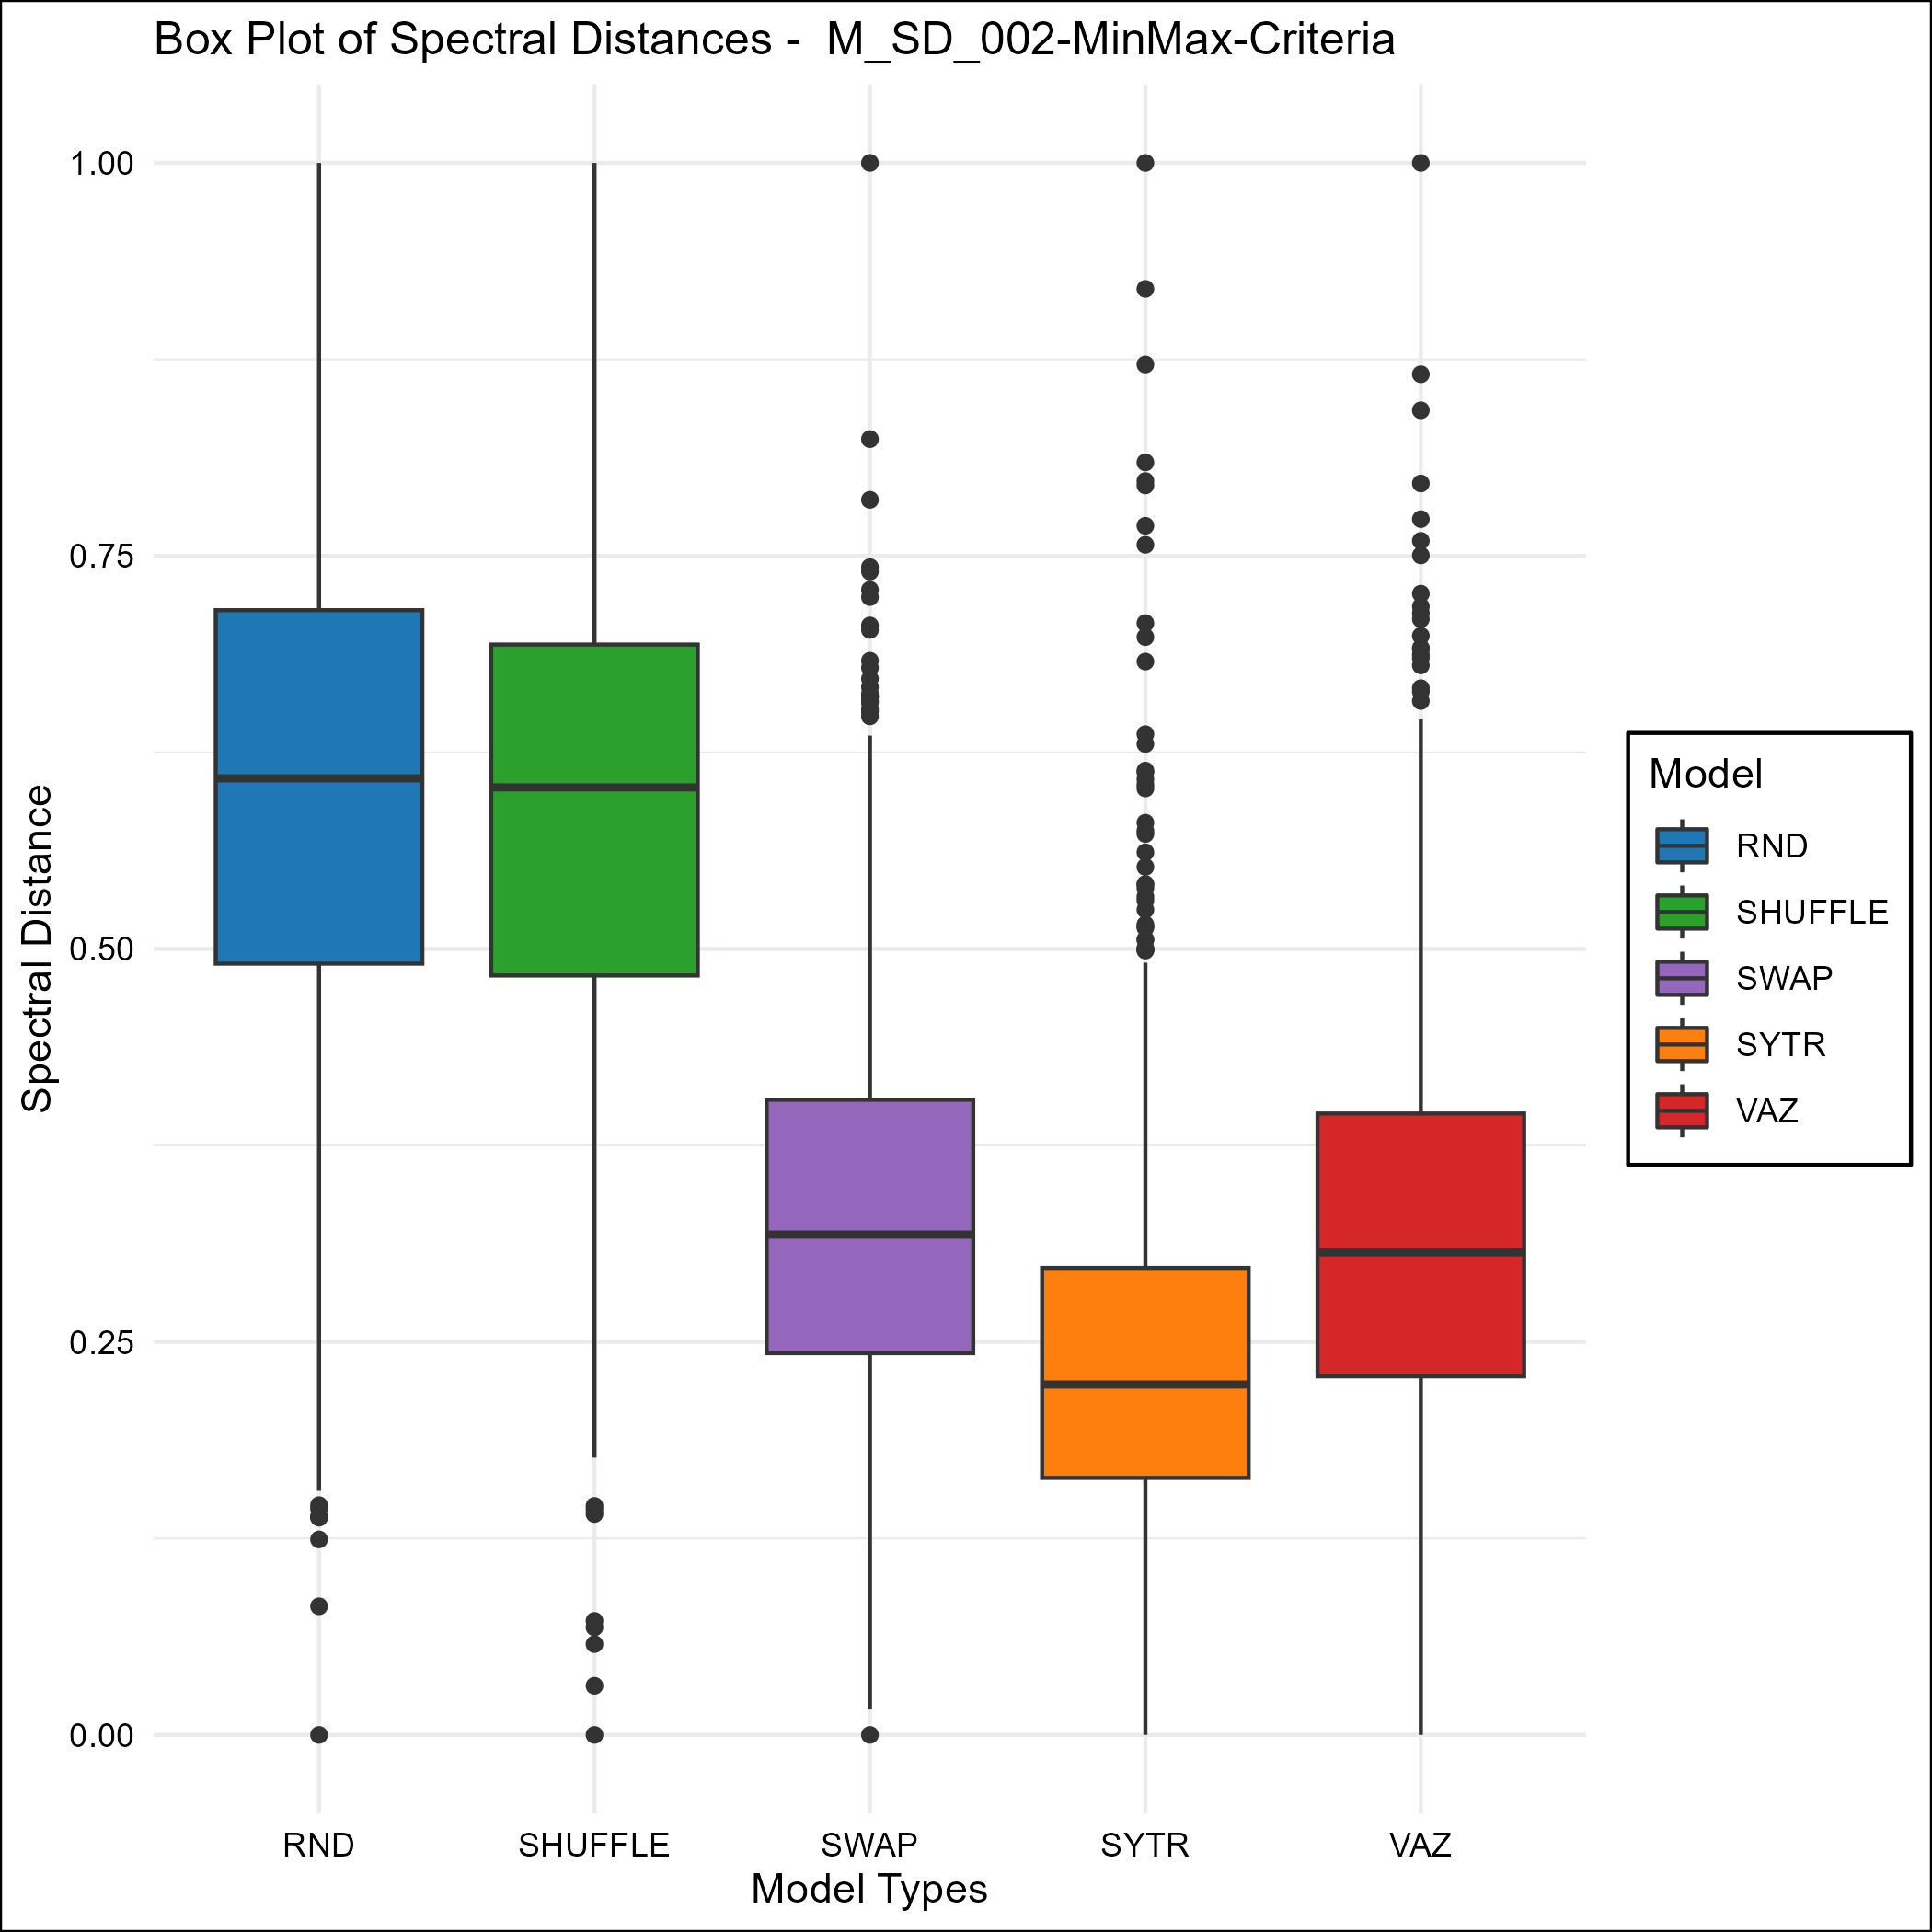 Box Plot of Spectral Distances -  M_SD_002-MinMax-Criteria
Spectral Distance
1.00
0.75
0.50
0.25
0.00
RND
SHUFFLE
SWAP
SYTR
VAZ
Model Types
Model
RND
SHUFFLE
SWAP
SYTR
VAZ